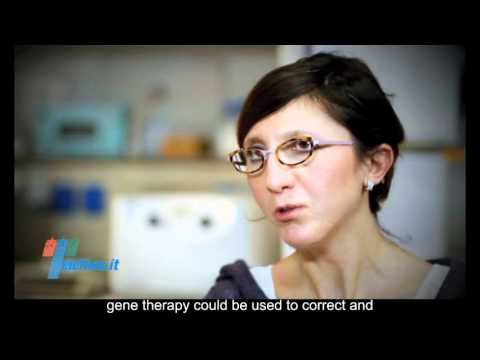 gene therapy could be used to correct and